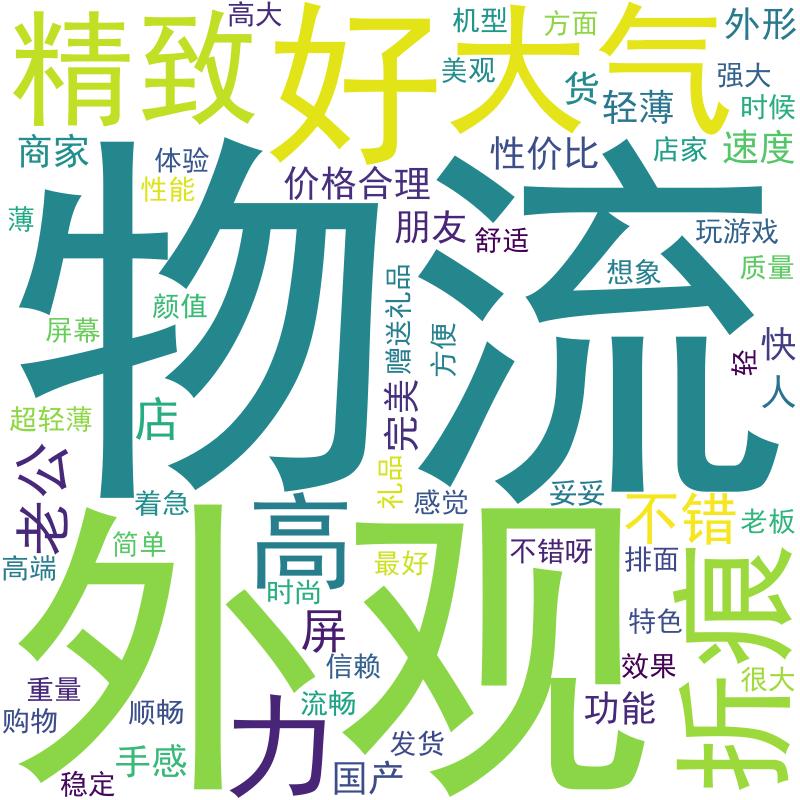 精致
高大
好
大气
机型
方面
外形
美观
货
轻薄
强大
时候
商家
体验
性能
价格合理
性价比
店家
速度
物流
薄
朋友
舒适
玩游戏
想象
质量
颜值
屏幕
赠送礼品
方便
轻
快
人
超轻薄
店
完美
老公
礼品
着急
高
感觉
妥妥
不错
老板
外观
简单
高端
时尚
最好
不错呀
排面
折痕
屏
特色
信赖
效果
很大
重量
购物
顺畅
流畅
力
功能
手感
发货
国产
稳定